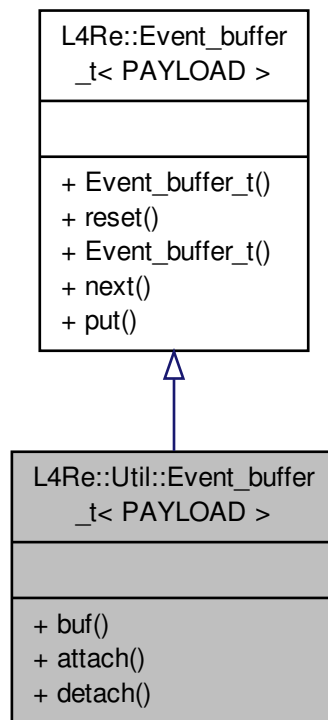 L4Re::Event_buffer
_t< PAYLOAD >
+ Event_buffer_t()
+ reset()
+ Event_buffer_t()
+ next()
+ put()
L4Re::Util::Event_buffer
_t< PAYLOAD >
+ buf()
+ attach()
+ detach()